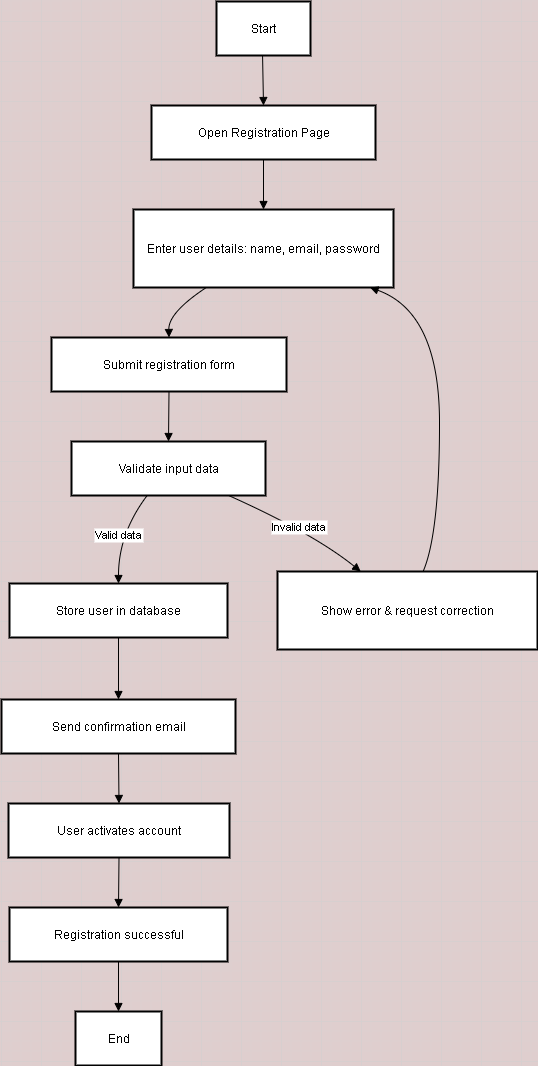 Start
Open Registration Page
Enter user details: name, email, password
Submit registration form
Validate input data
Valid data
Invalid data
Store user in database
Show error & request correction
Send confirmation email
User activates account
Registration successful
End